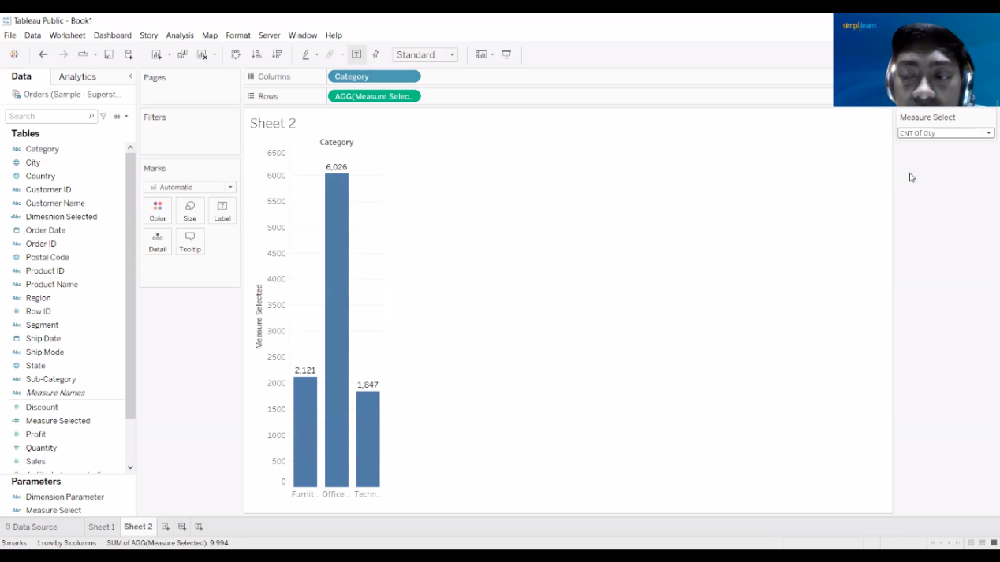 Tableau Public - Book1
File Data Worksheet Dashboard Story Analysis Map Format Server Window Help
simplilearn
Standard
Data Analytics
Orders (Sample - Superst...
Search
Tables
Category
City
Country
Customer ID
Customer Name
Dimesnion Selected
Order Date
Order ID
Postal Code
Product ID
Product Name
Region
Row ID
Segment
Ship Date
Ship Mode
State
Sub-Category
Measure Names
Discount
Measure Selected
Profit
Quantity
Sales
Parameters
Dimension Parameter
Measure Select
Pages
Filters
Marks
Automatic
Color Size Label
Detail Tooltip
Columns Category
Rows AGG(Measure Selec..
Sheet 2
Category
Measure Selected
6500
6000
5500
5000
4500
4000
3500
3000
2500
2000
1500
1000
500
0
2,121
6,026
1,847
Furnit.. Office .. Techn..
Measure Select
CNT Of Qty
Data Source Sheet 1 Sheet 2
3 marks 1 row by 3 columns SUM of AGG(Measure Selected): 9,994